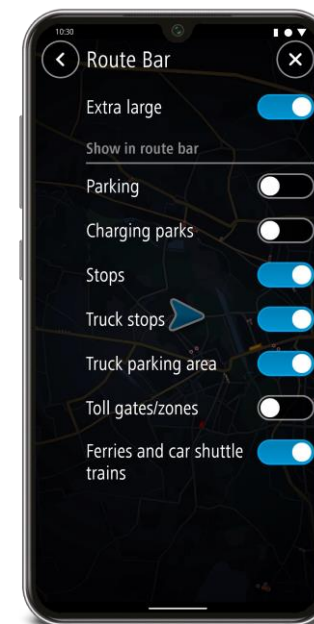 10:30
Route Bar
Extra large
Show in route bar
Parking
Charging parks
Stops
Truck stops
Truck parking area
Toll gates/zones
Ferries and car shuttle
trains